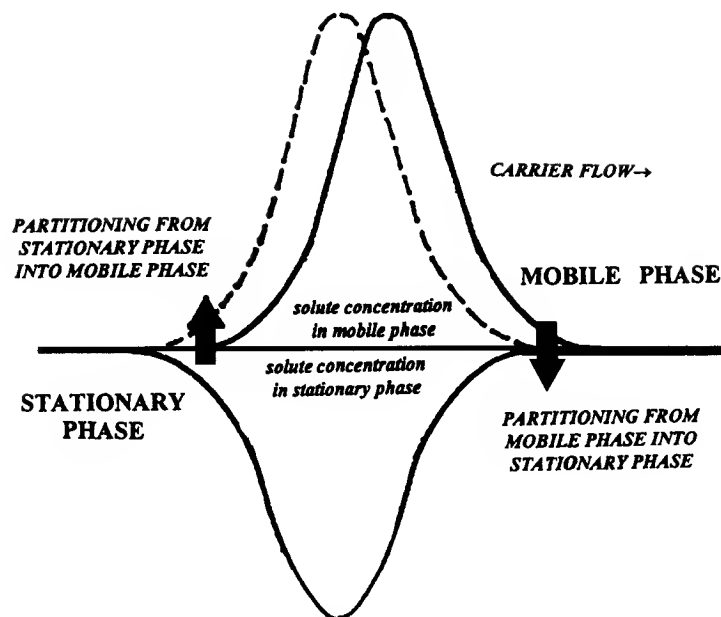 CARRIER FLOW→
PARTITIONING FROM
STATIONARY PHASE
INTO MOBILE PHASE
MOBILE PHASE
solute concentration
in mobile phase
solute concentration
in stationary phase
STATIONARY
PHASE
PARTITIONING FROM
MOBILE PHASE INTO
STATIONARY PHASE